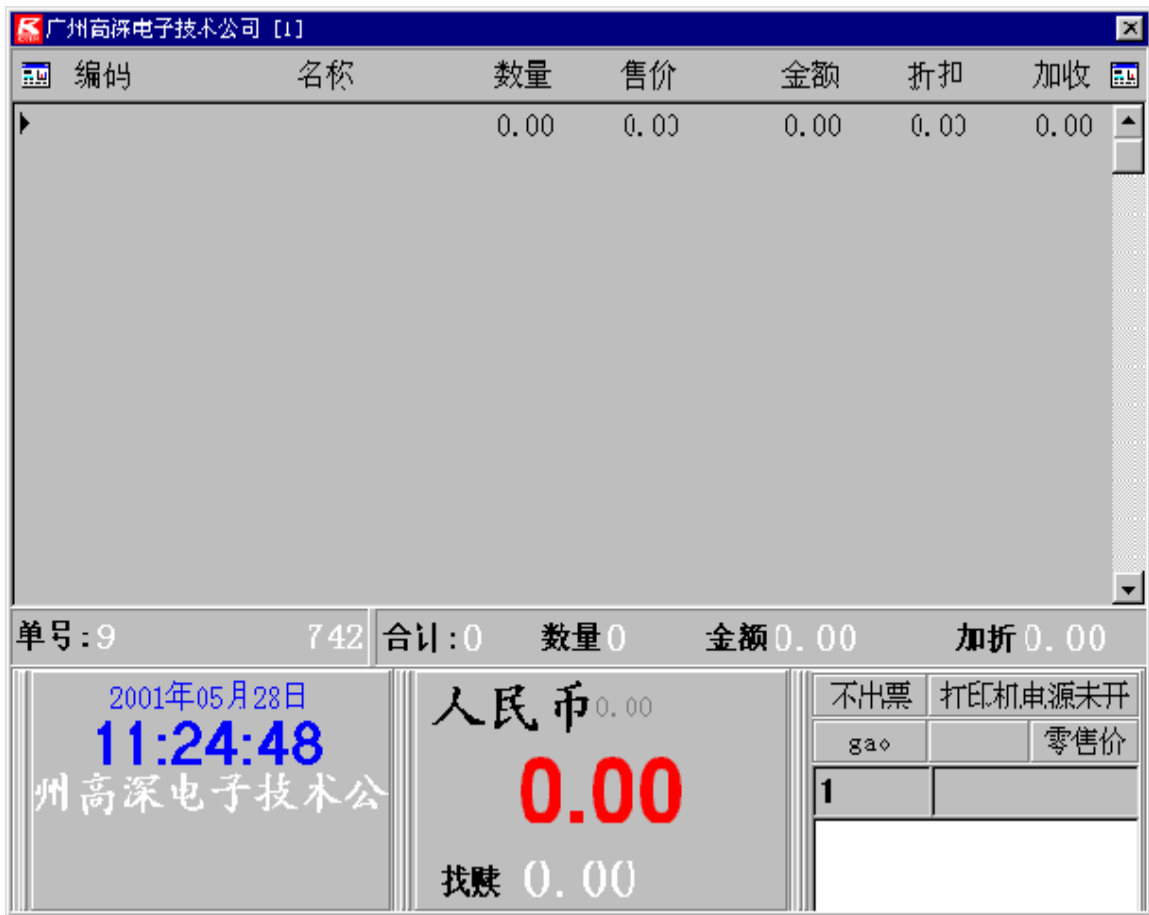 广州高深电子技术公司 [1]
编码 名称 数量 售价 金额 折扣 加收
0.00 0.00 0.00 0.00 0.00
单号:9 742 合计:0 数量0 金额0.00 加折0.00
2001年05月28日
11:24:48
州高深电子技术公
人民币0.00
0.00
找赎 0.00
不出票 打印机电源未开
gao 零售价
1